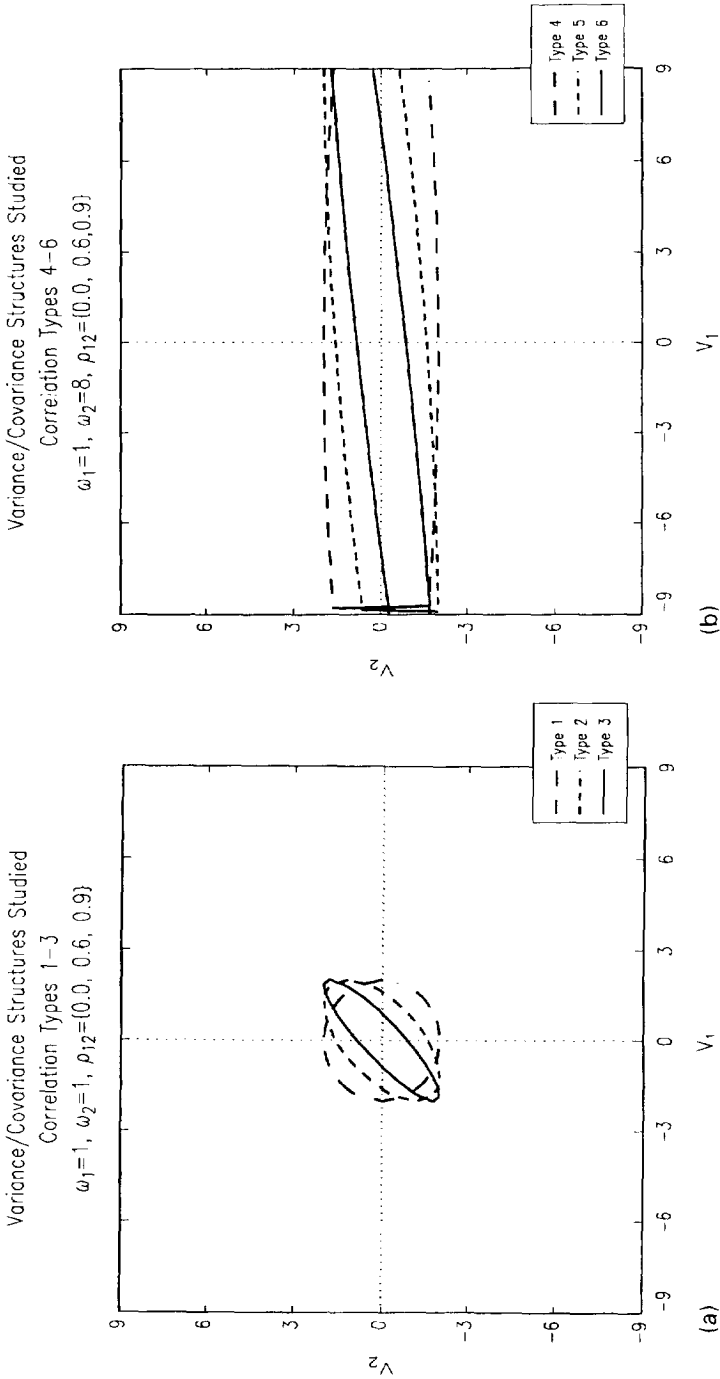 Variance/Covariance Structures Studied
Correlation Types 1-3
ω1=1, ω2=1, ρ12={0.0, 0.6, 0.9}
9
6
3
0
-3
-6
-9
V2
-9
-6
-3
0
3
6
9
V1
Type 1
Type 2
Type 3
(a)
Variance/Covariance Structures Studied
Correlation Types 4-6
ω1=1, ω2=8, ρ12={0.0, 0.6,0.9}
9
6
3
0
-3
-6
-9
V2
-9
-6
-3
0
3
6
9
V1
Type 4
Type 5
Type 6
(b)